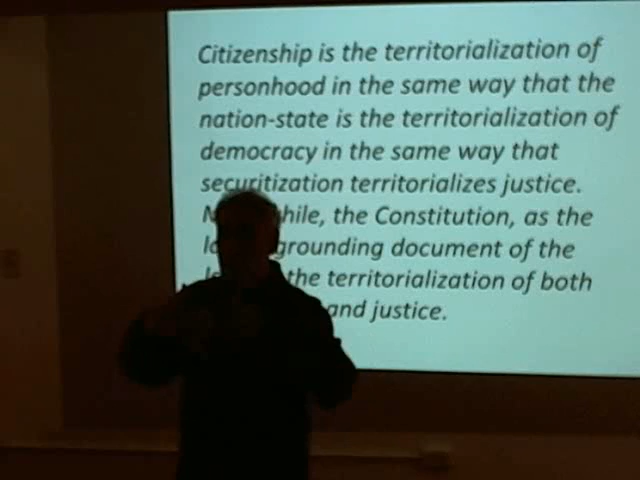 Citizenship is the territorialization of
personhood in the same way that the
nation-state is the territorialization of
democracy in the same way that
securitization territorializes justice.
the Constitution, as the
grounding document of the
the territorialization of both
and justice.